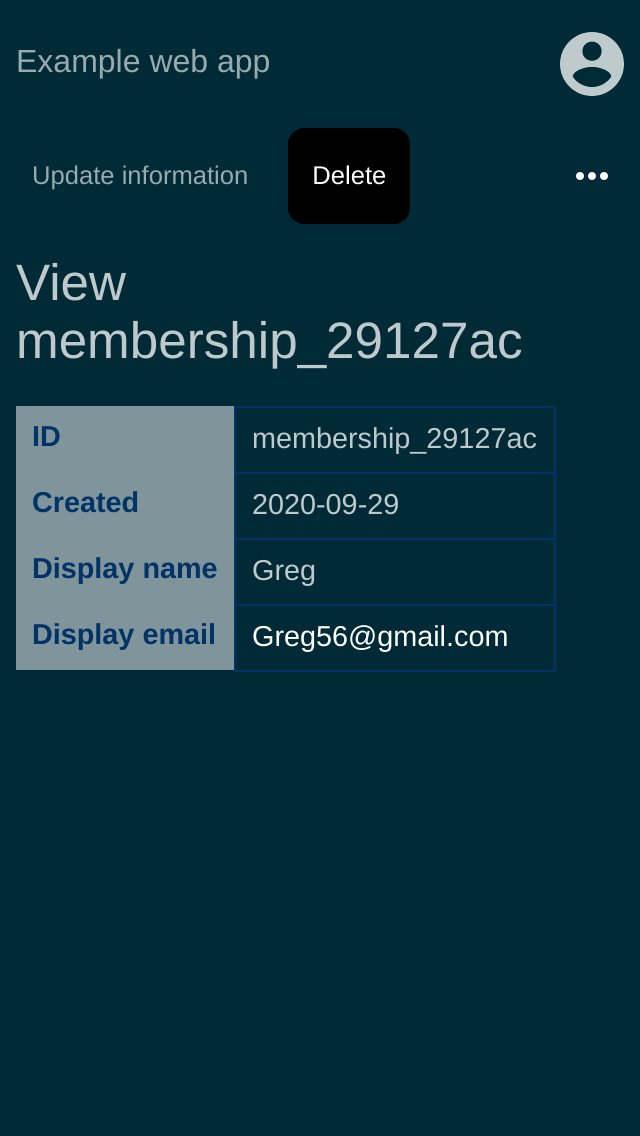 Example web app
Update information Delete
View
membership_29127ac
ID membership_29127ac
Created 2020-09-29
Display name Greg
Display email Greg56@gmail.com